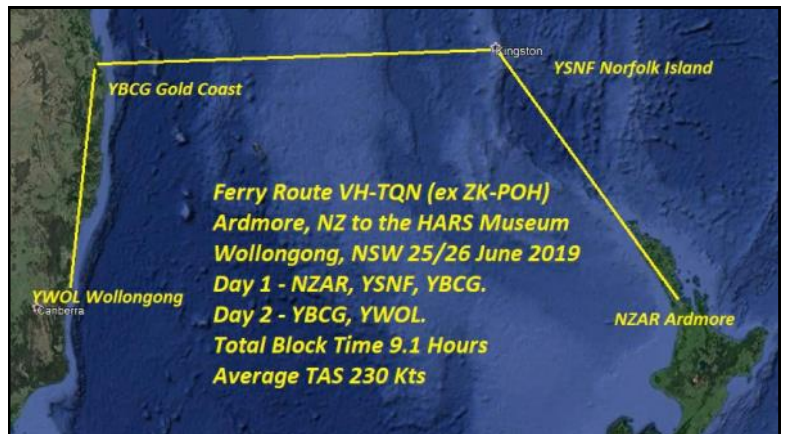 Kingston
YSNF Norfolk Island
YBCG Gold Coast
Ferry Route VH-TQN (ex ZK-POH)
Ardmore, NZ to the HARS Museum
Wollongong, NSW 25/26 June 2019
Day 1 - NZAR, YSNF, YBCG.
Day 2 - YBCG, YWOL.
Total Block Time 9.1 Hours
Average TAS 230 Kts
YWOL Wollongong
Canberra
NZAR Ardmore